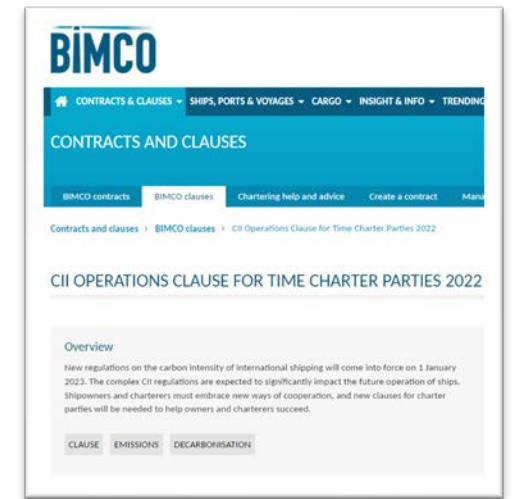 BIMCO
CONTRACTS & CLAUSES SHIPS, PORTS & VOYAGES CARGO INSIGHT & INFO TRENDING
CONTRACTS AND CLAUSES
BIMCO contracts BIMCO clauses Chartering help and advice Create a contract Mana
Contracts and clauses > BIMCO clauses > CII Operations Clause for Time Charter Parties 2022
CII OPERATIONS CLAUSE FOR TIME CHARTER PARTIES 2022
Overview
New regulations on the carbon intensity of international shipping will come into force on 1 January
2023. The complex CII regulations are expected to significantly impact the future operation of ships.
Shipowners and charterers must embrace new ways of cooperation, and new clauses for charter
parties will be needed to help owners and charterers succeed.
CLAUSE EMISSIONS DECARBONISATION